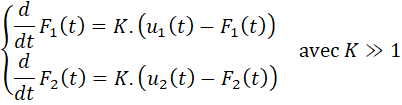 { d/dt F₁(t) = K.(u₁(t) − F₁(t))
avec K ≫ 1
d/dt F₂(t) = K.(u₂(t) − F₂(t))